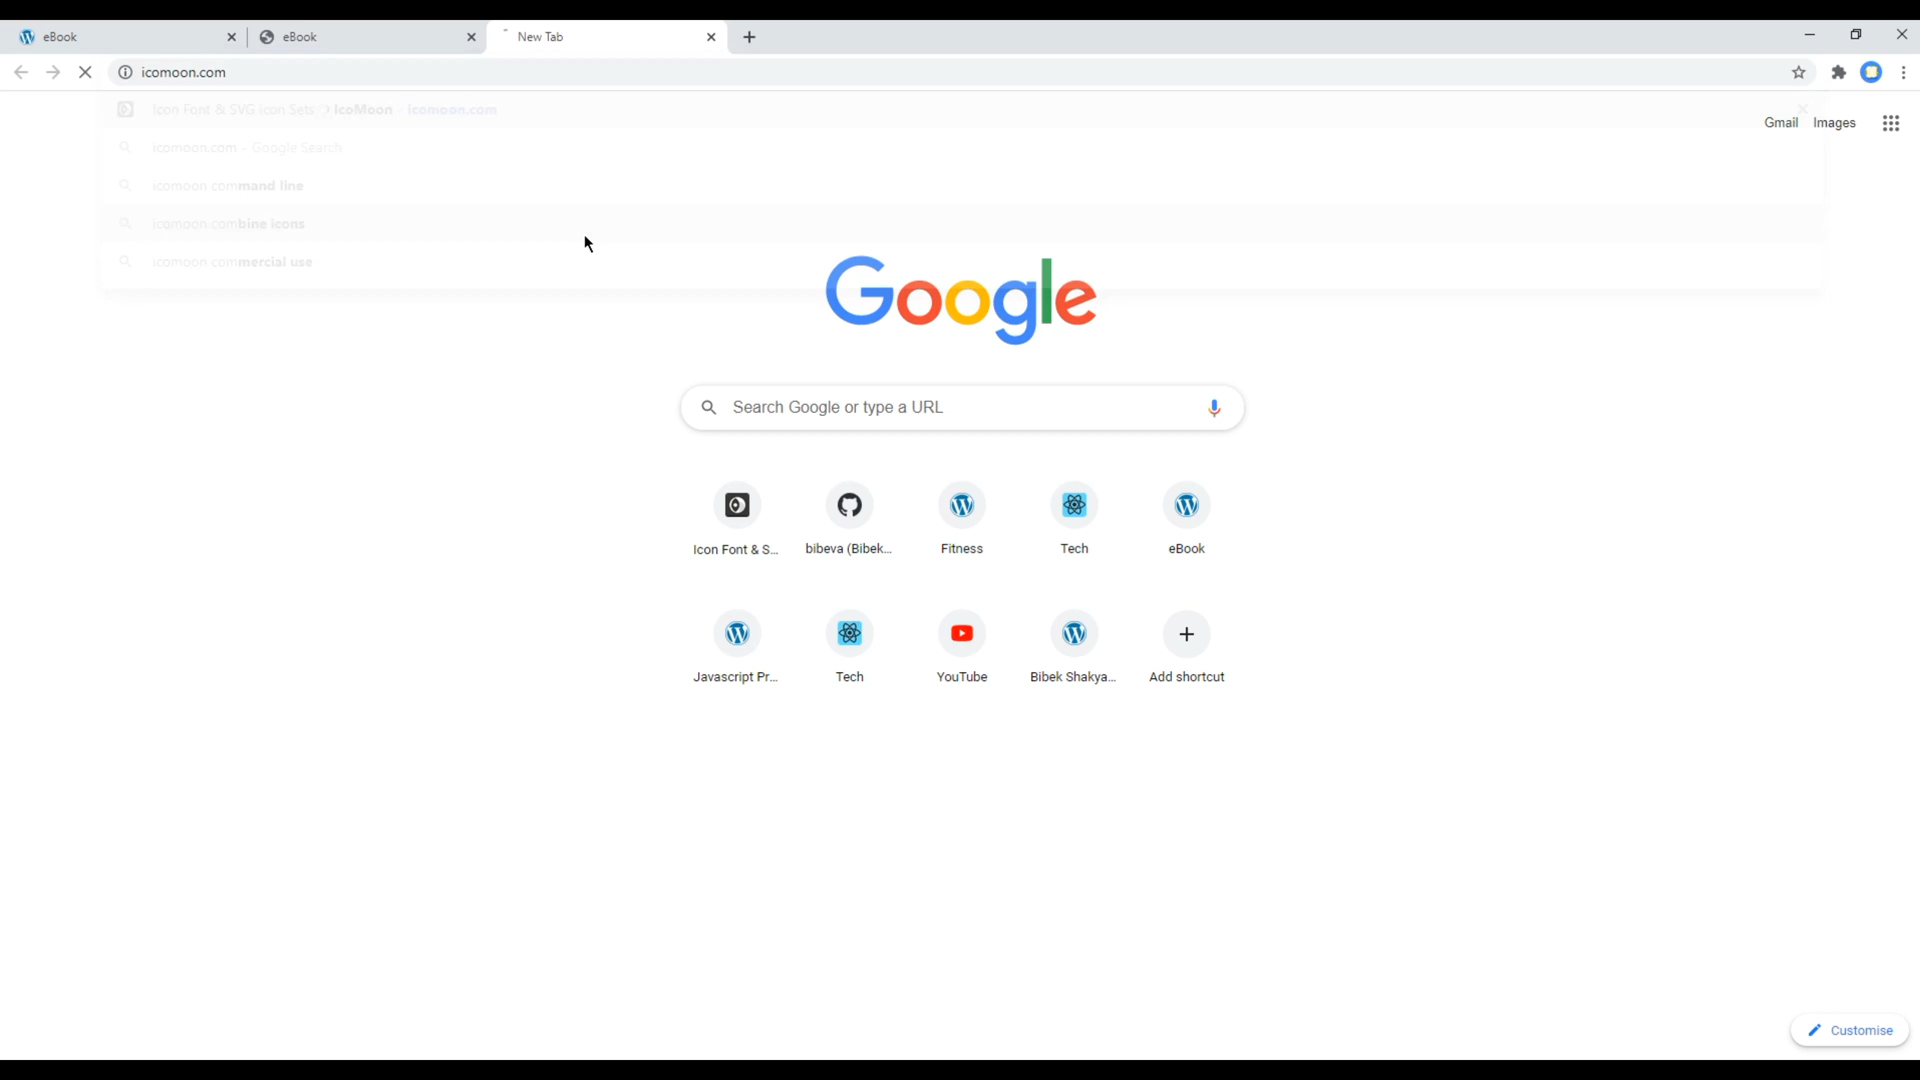 eBook
eBook
New Tab
icomoon.com
Icon Font & SVG Icon Sets ❍ IcoMoon - icomoon.com
icomoon.com - Google Search
icomoon command line
icomoon combine icons
icomoon commercial use
Gmail Images
Google
Search Google or type a URL
Icon Font & S...
bibeva (Bibek...
Fitness
Tech
eBook
Javascript Pr...
Tech
YouTube
Bibek Shakya...
Add shortcut
Customise